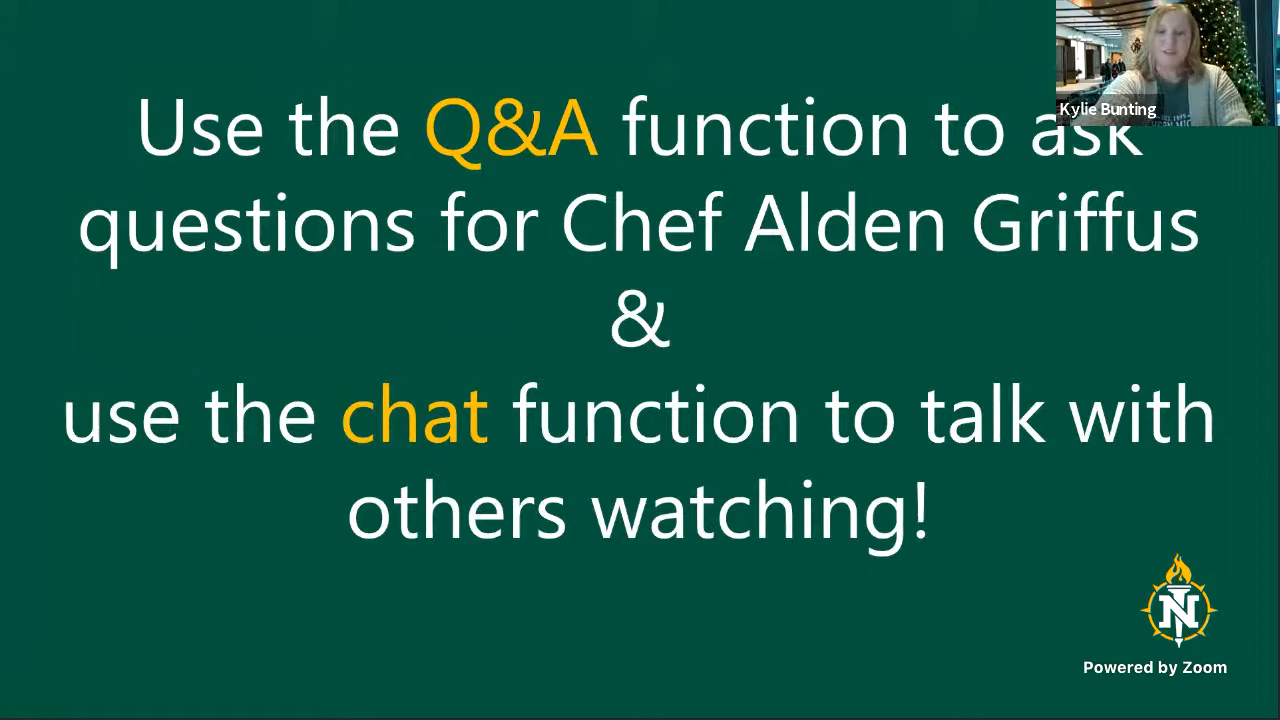 Use the Q&A function to ask
questions for Chef Alden Griffus
&
use the chat function to talk with
others watching!
Kylie Bunting
N
Powered by Zoom